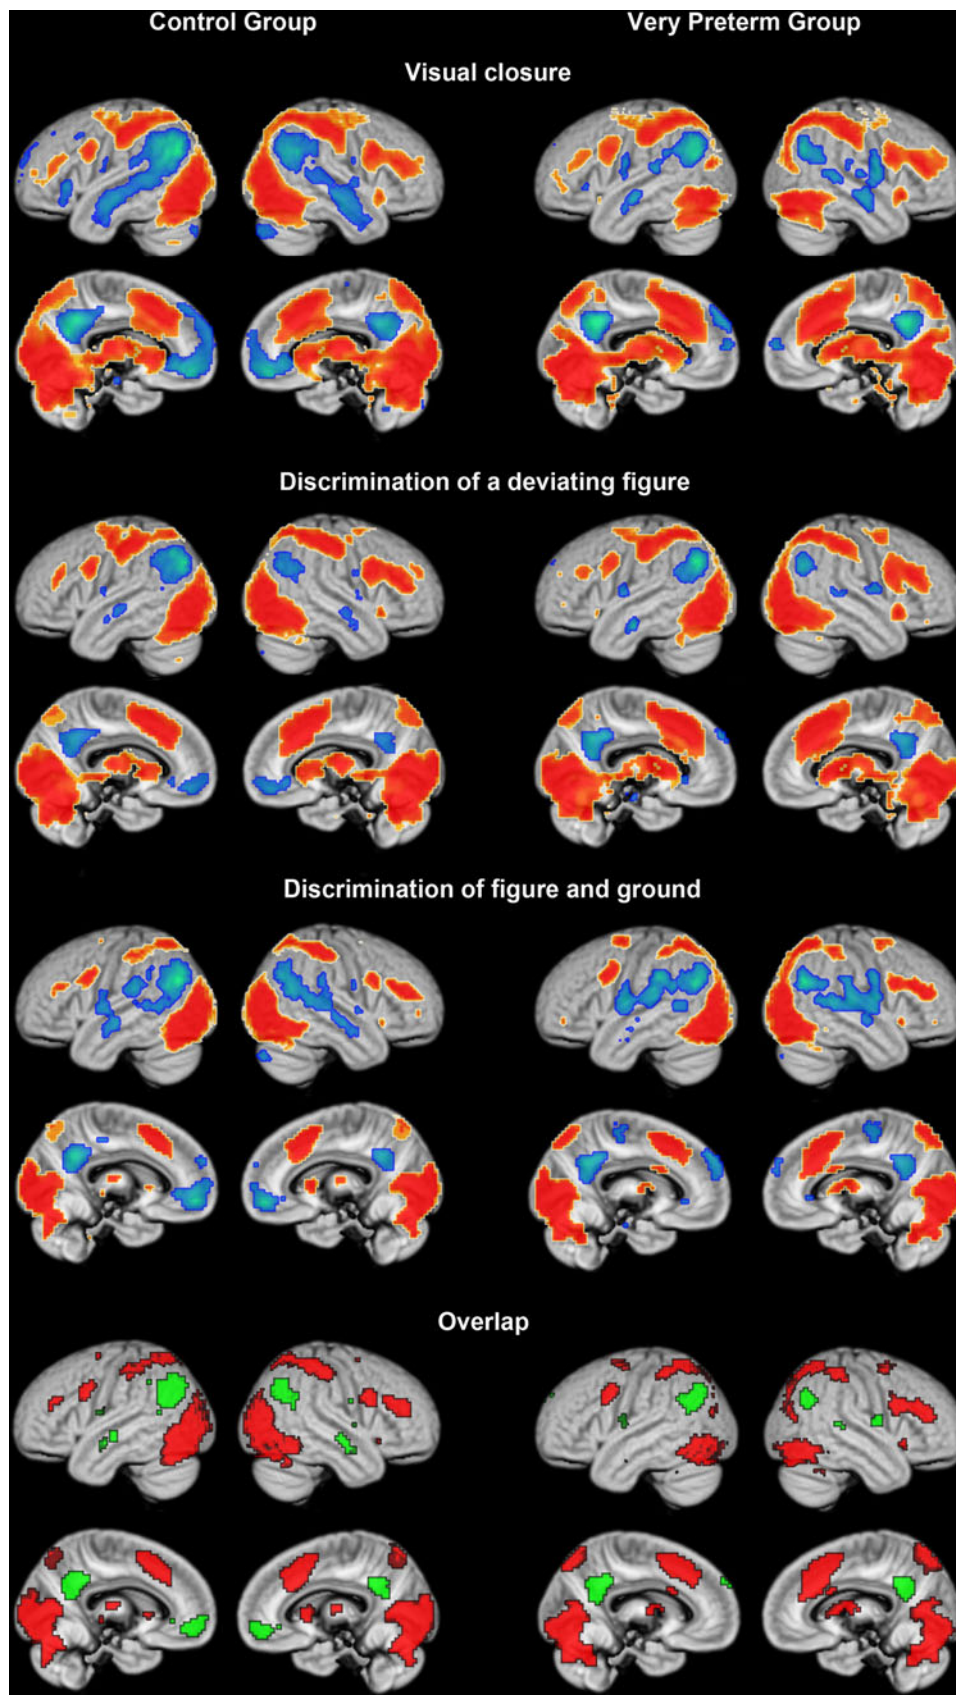 Control Group
Very Preterm Group
Visual closure
Discrimination of a deviating figure
Discrimination of figure and ground
Overlap